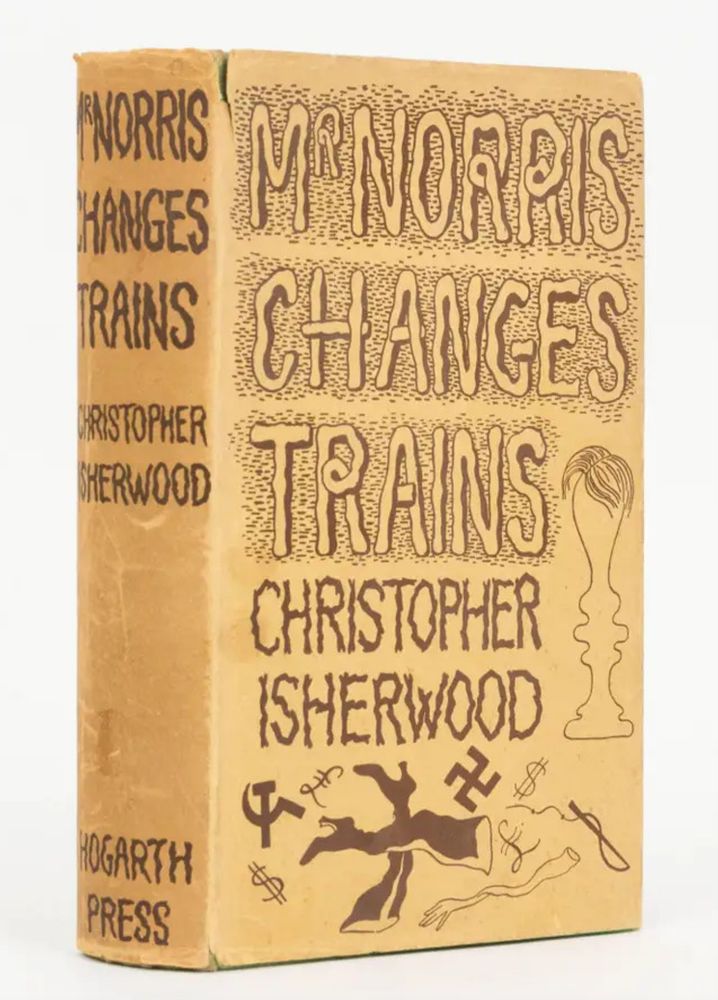 Mr NORRIS
CHANGES
TRAINS
CHRISTOPHER
ISHERWOOD
HOGARTH
PRESS
Mr NORRIS
CHANGES
TRAINS
CHRISTOPHER
ISHERWOOD
£
$
$
£